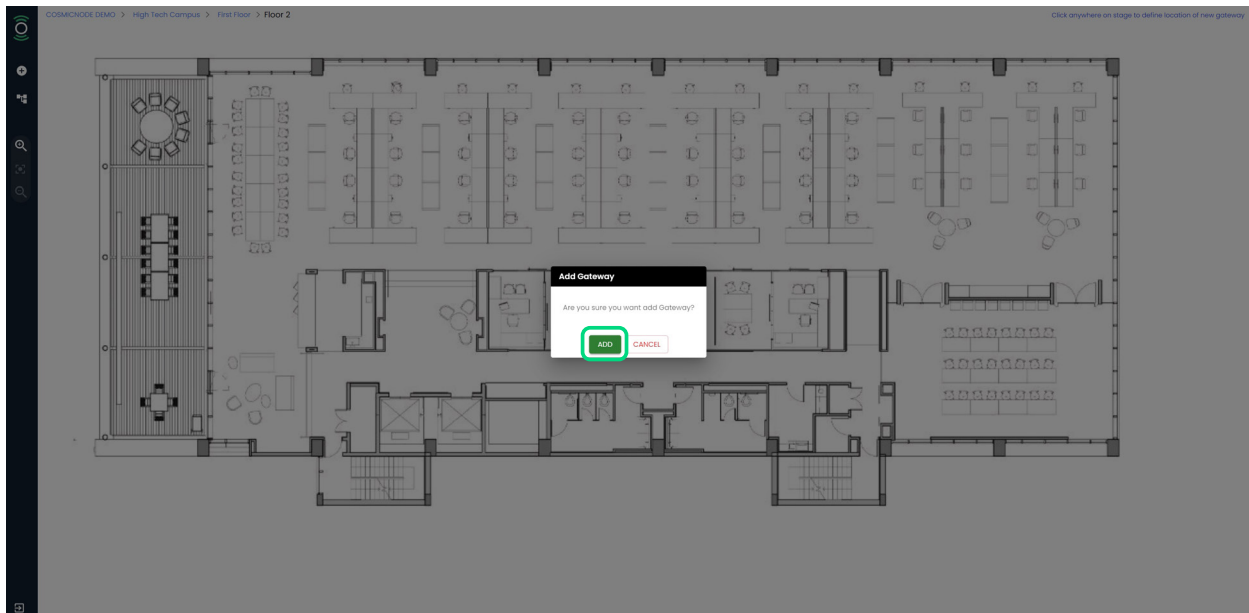 COSMICNODE DEMO > High Tech Campus > First Floor > Floor 2
Click anywhere on stage to define location of new gateway
Add Gateway
Are you sure you want add Gateway?
ADD
CANCEL